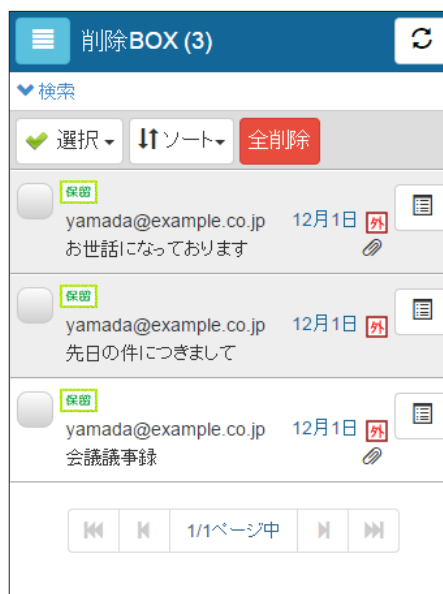 削除BOX (3)
検索
選択 ソート 全削除
保留
yamada@example.co.jp 12月1日 外
お世話になっております
保留
yamada@example.co.jp 12月1日 外
先日の件につきまして
保留
yamada@example.co.jp 12月1日 外
会議議事録
1/1ページ中